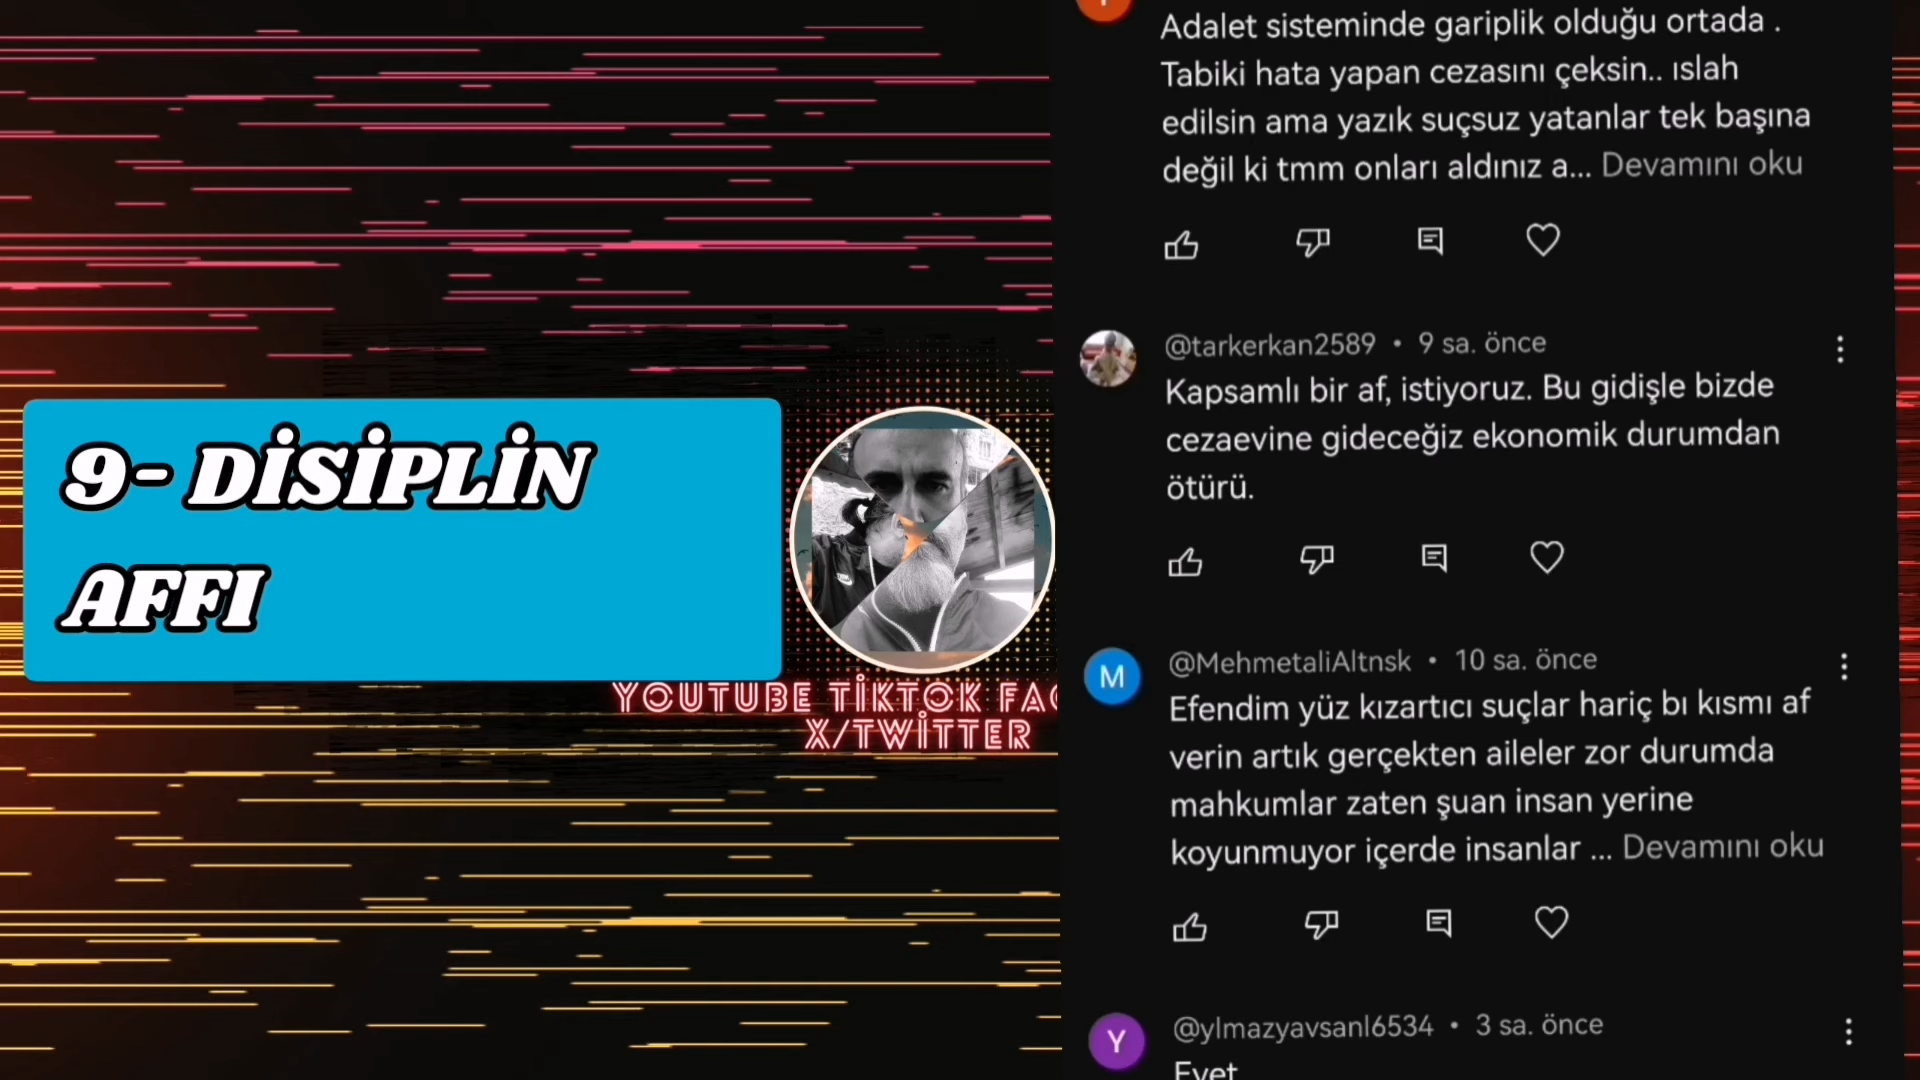 9- DİSİPLİN
AFFI
YOUTUBE TİKTOK FAC
X/TWİTTER
Adalet sisteminde gariplik olduğu ortada .
Tabiki hata yapan cezasını çeksin.. ıslah
edilsin ama yazık suçsuz yatanlar tek başına
değil ki tmm onları aldınız a... Devamını oku
@tarkerkan2589 • 9 sa. önce
Kapsamlı bir af, istiyoruz. Bu gidişle bizde
cezaevine gideceğiz ekonomik durumdan
ötürü.
M
@MehmetaliAltnsk • 10 sa. önce
Efendim yüz kızartıcı suçlar hariç bı kısmı af
verin artık gerçekten aileler zor durumda
mahkumlar zaten şuan insan yerine
koyunmuyor içerde insanlar ... Devamını oku
Y
@ylmazyavsanl6534 • 3 sa. önce
Evet